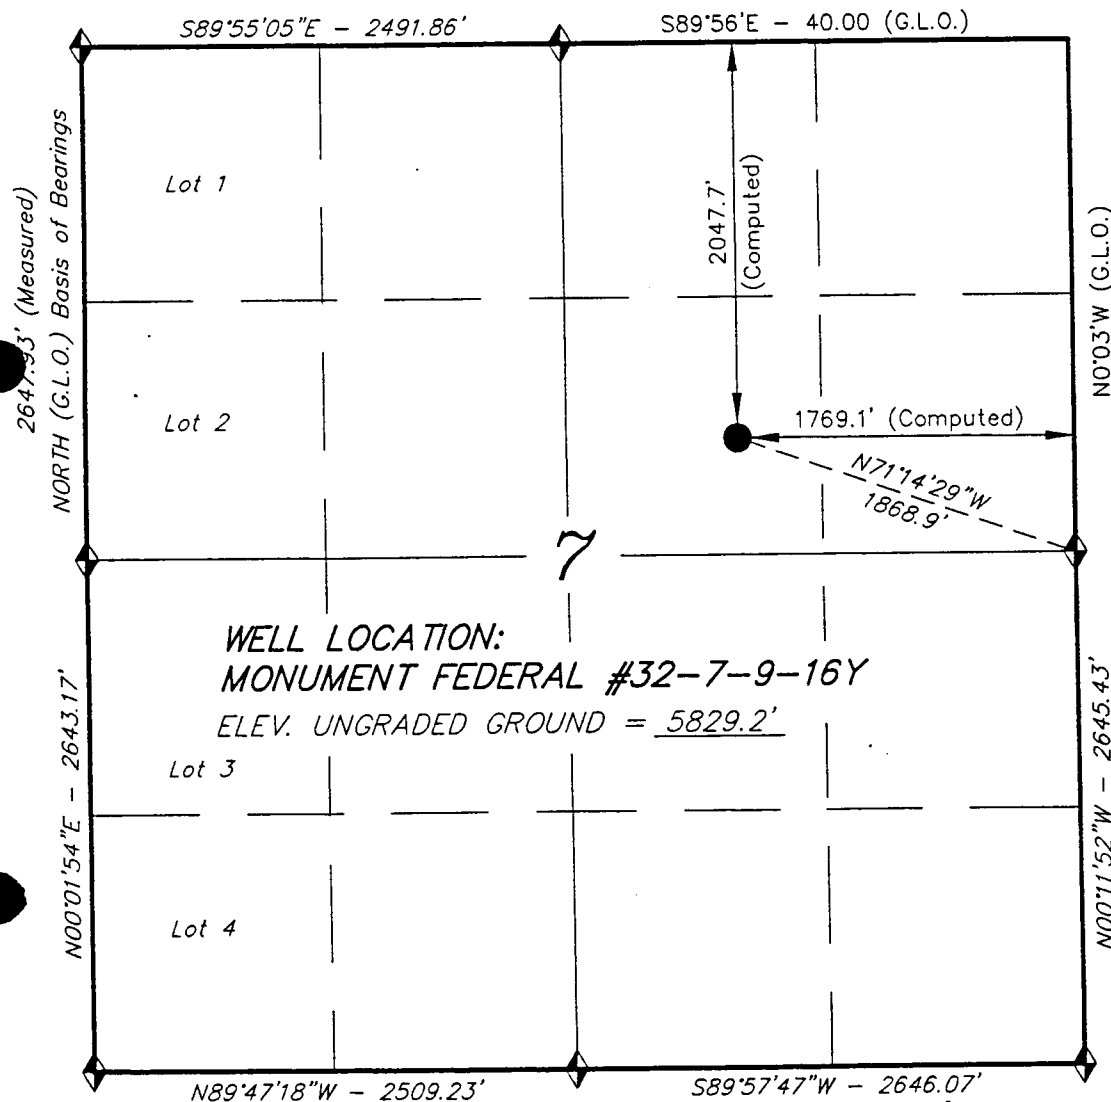 S89°55'05"E - 2491.86'
S89°56'E - 40.00 (G.L.O.)
2647.93' (Measured)
NORTH (G.L.O.) Basis of Bearings
Lot 1
2047.7'
(Computed)
N0°03'W (G.L.O.)
Lot 2
1769.1' (Computed)
N71°14'29"W
1868.9'
7
WELL LOCATION:
MONUMENT FEDERAL #32-7-9-16Y
ELEV. UNGRADED GROUND = 5829.2'
Lot 3
N00°01'54"E - 2643.17'
N00°11'52"W - 2645.43'
Lot 4
N89°47'18"W - 2509.23'
S89°57'47"W - 2646.07'